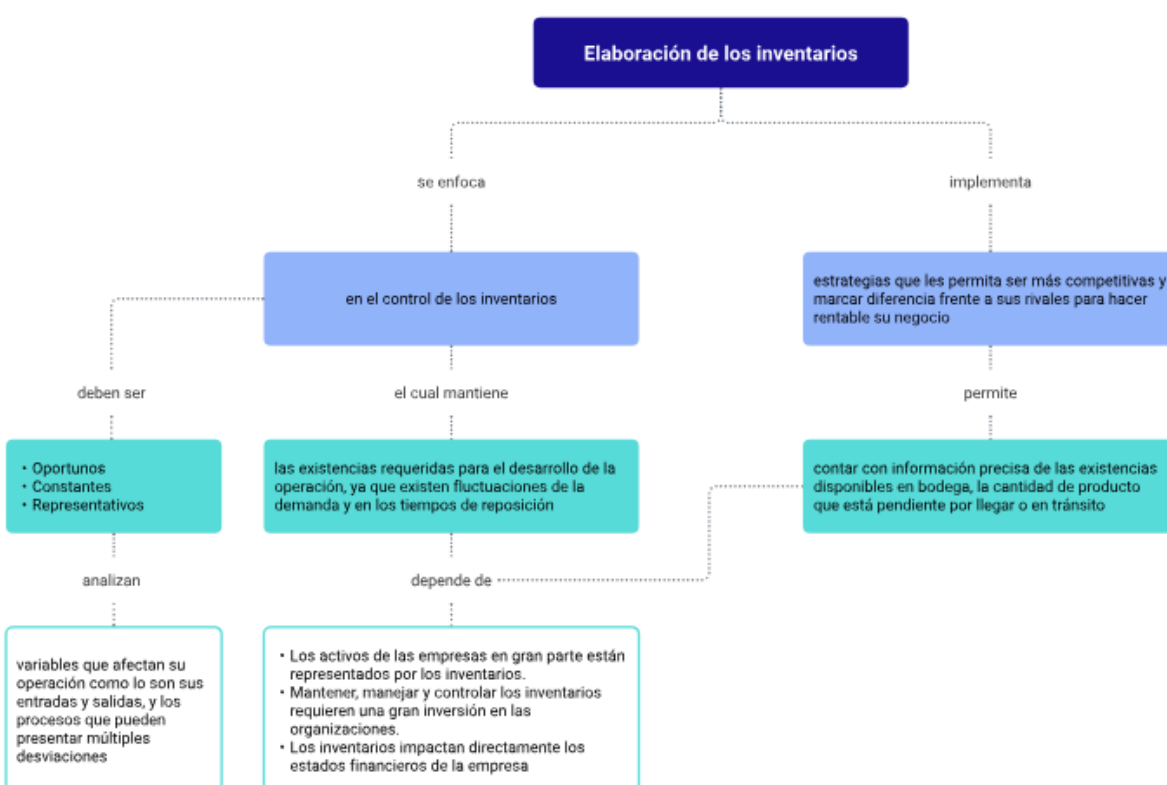 Elaboración de los inventarios
se enfoca
implementa
en el control de los inventarios
estrategias que les permita ser más competitivas y
marcar diferencia frente a sus rivales para hacer
rentable su negocio
deben ser
el cual mantiene
permite
• Oportunos
• Constantes
• Representativos
las existencias requeridas para el desarrollo de la
operación, ya que existen fluctuaciones de la
demanda y en los tiempos de reposición
contar con información precisa de las existencias
disponibles en bodega, la cantidad de producto
que está pendiente por llegar o en tránsito
analizan
depende de
variables que afectan su
operación como lo son sus
entradas y salidas, y los
procesos que pueden
presentar múltiples
desviaciones
• Los activos de las empresas en gran parte están
representados por los inventarios.
• Mantener, manejar y controlar los inventarios
requieren una gran inversión en las
organizaciones.
• Los inventarios impactan directamente los
estados financieros de la empresa